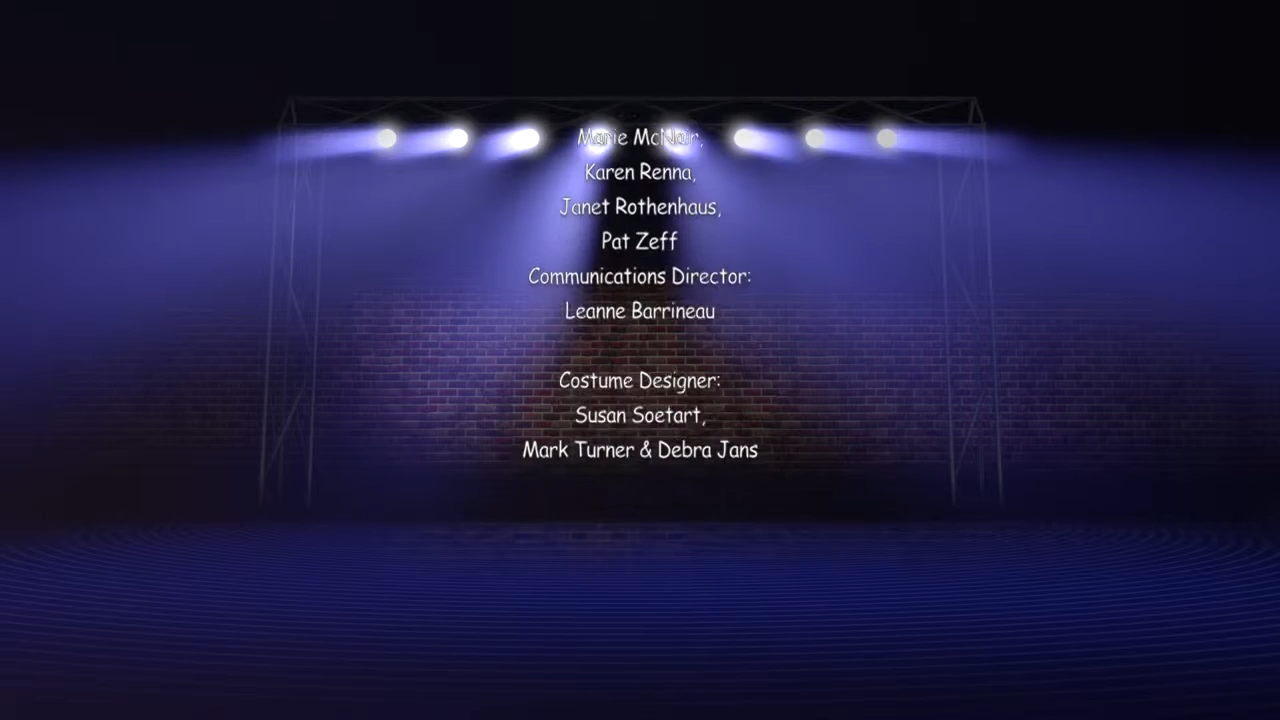 Marie McNair,
Karen Renna,
Janet Rothenhaus,
Pat Zeff
Communications Director:
Leanne Barrineau
Costume Designer:
Susan Soetart,
Mark Turner & Debra Jans